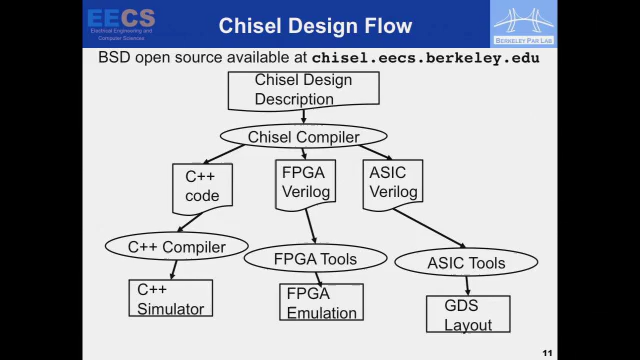 EECS
Electrical Engineering and
Computer Sciences
Chisel Design Flow
BERKELEY PAR LAB
BSD open source available at chisel.eecs.berkeley.edu
Chisel Design
Description
Chisel Compiler
C++
code
FPGA
Verilog
ASIC
Verilog
C++ Compiler
FPGA Tools
ASIC Tools
C++
Simulator
FPGA
Emulation
GDS
Layout
11